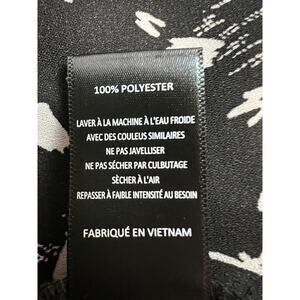 100% POLYESTER
LAVER À LA MACHINE À L'EAU FROIDE
AVEC DES COULEUS SIMILAIRES
NE PAS JAVELLISER
NE PAS SÉCHER PAR CULBUTAGE
SÈCHER À L'AIR
REPASSER À FAIBLE INTENSITÉ AU BESOIN
FABRIQUÉ EN VIETNAM